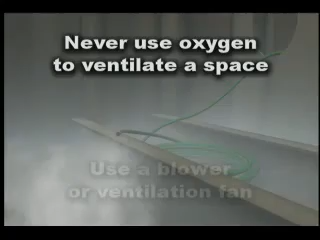 Never use oxygen
to ventilate a space
Use a blower
or ventilation fan